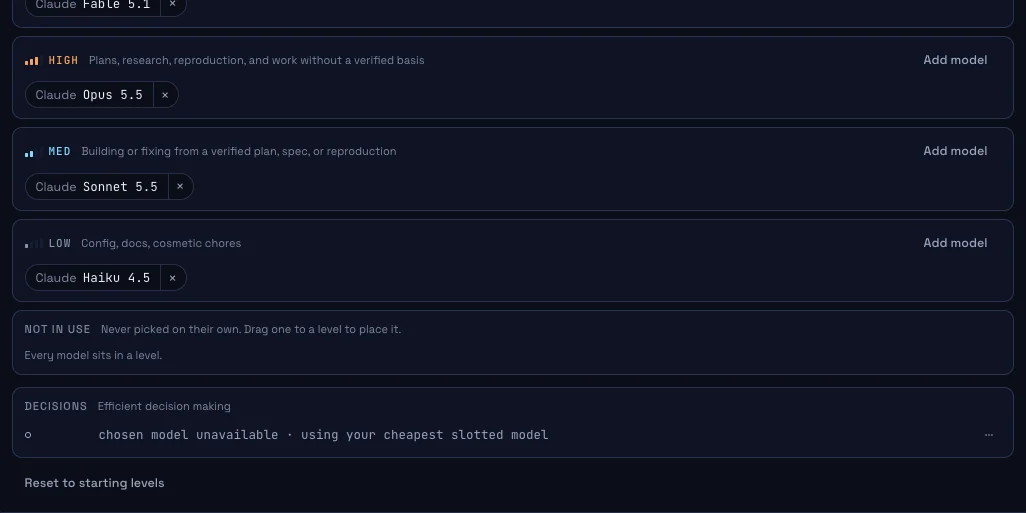 Claude Fable 5.1 ×
HIGH Plans, research, reproduction, and work without a verified basis Add model
Claude Opus 5.5 ×
MED Building or fixing from a verified plan, spec, or reproduction Add model
Claude Sonnet 5.5 ×
LOW Config, docs, cosmetic chores Add model
Claude Haiku 4.5 ×
NOT IN USE Never picked on their own. Drag one to a level to place it.
Every model sits in a level.
DECISIONS Efficient decision making
chosen model unavailable · using your cheapest slotted model ⋯
Reset to starting levels